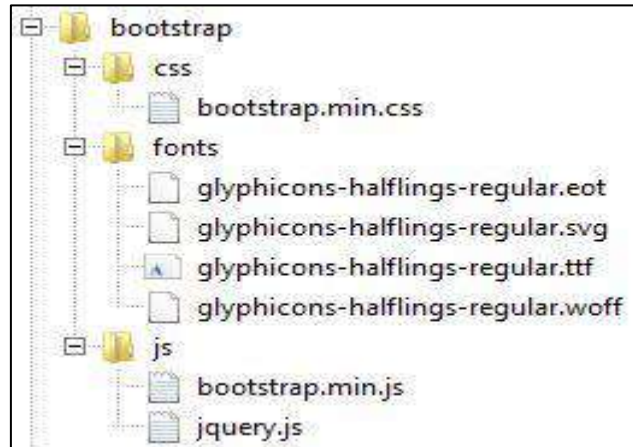 bootstrap
css
bootstrap.min.css
fonts
glyphicons-halflings-regular.eot
glyphicons-halflings-regular.svg
glyphicons-halflings-regular.ttf
glyphicons-halflings-regular.woff
js
bootstrap.min.js
jquery.js